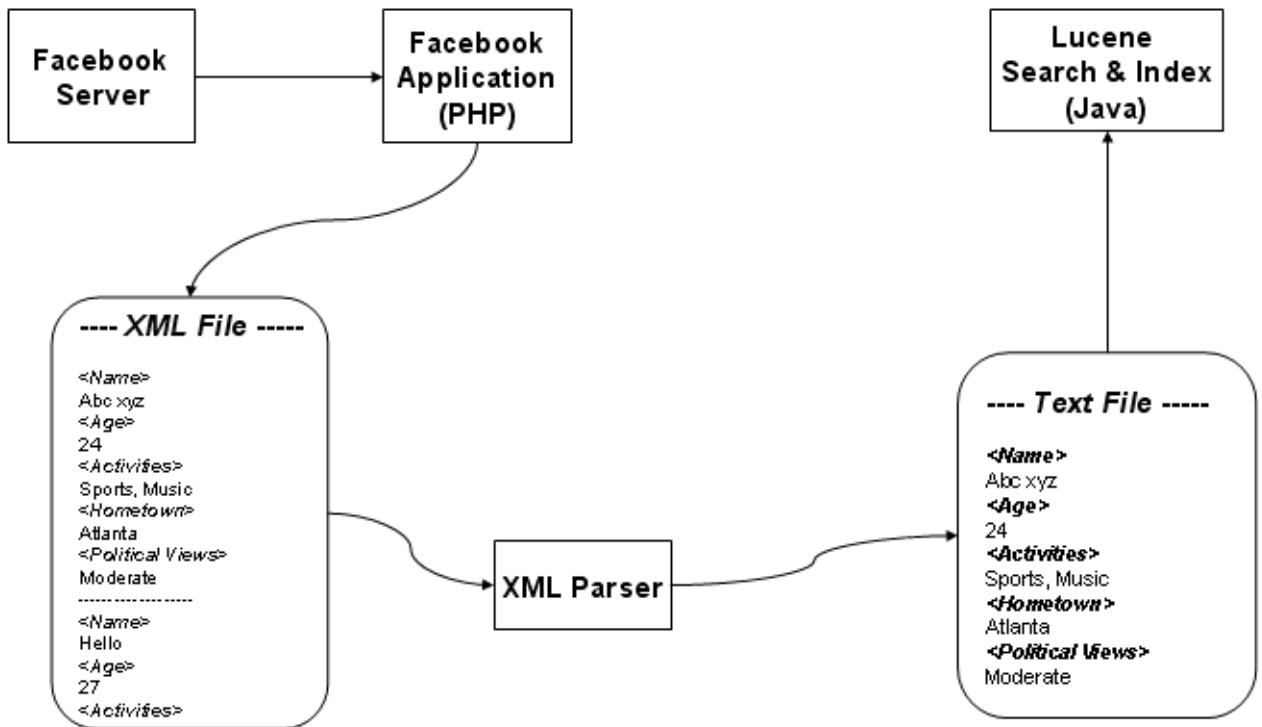 Facebook
Server
Facebook
Application
(PHP)
Lucene
Search & Index
(Java)
---- XML File -----
<Name>
Abc xyz
<Age>
24
<Activities>
Sports, Music
<Hometown>
Atlanta
<Political Views>
Moderate
-------------------
<Name>
Hello
<Age>
27
<Activities>
XML Parser
---- Text File -----
<Name>
Abc xyz
<Age>
24
<Activities>
Sports, Music
<Hometown>
Atlanta
<Political Views>
Moderate